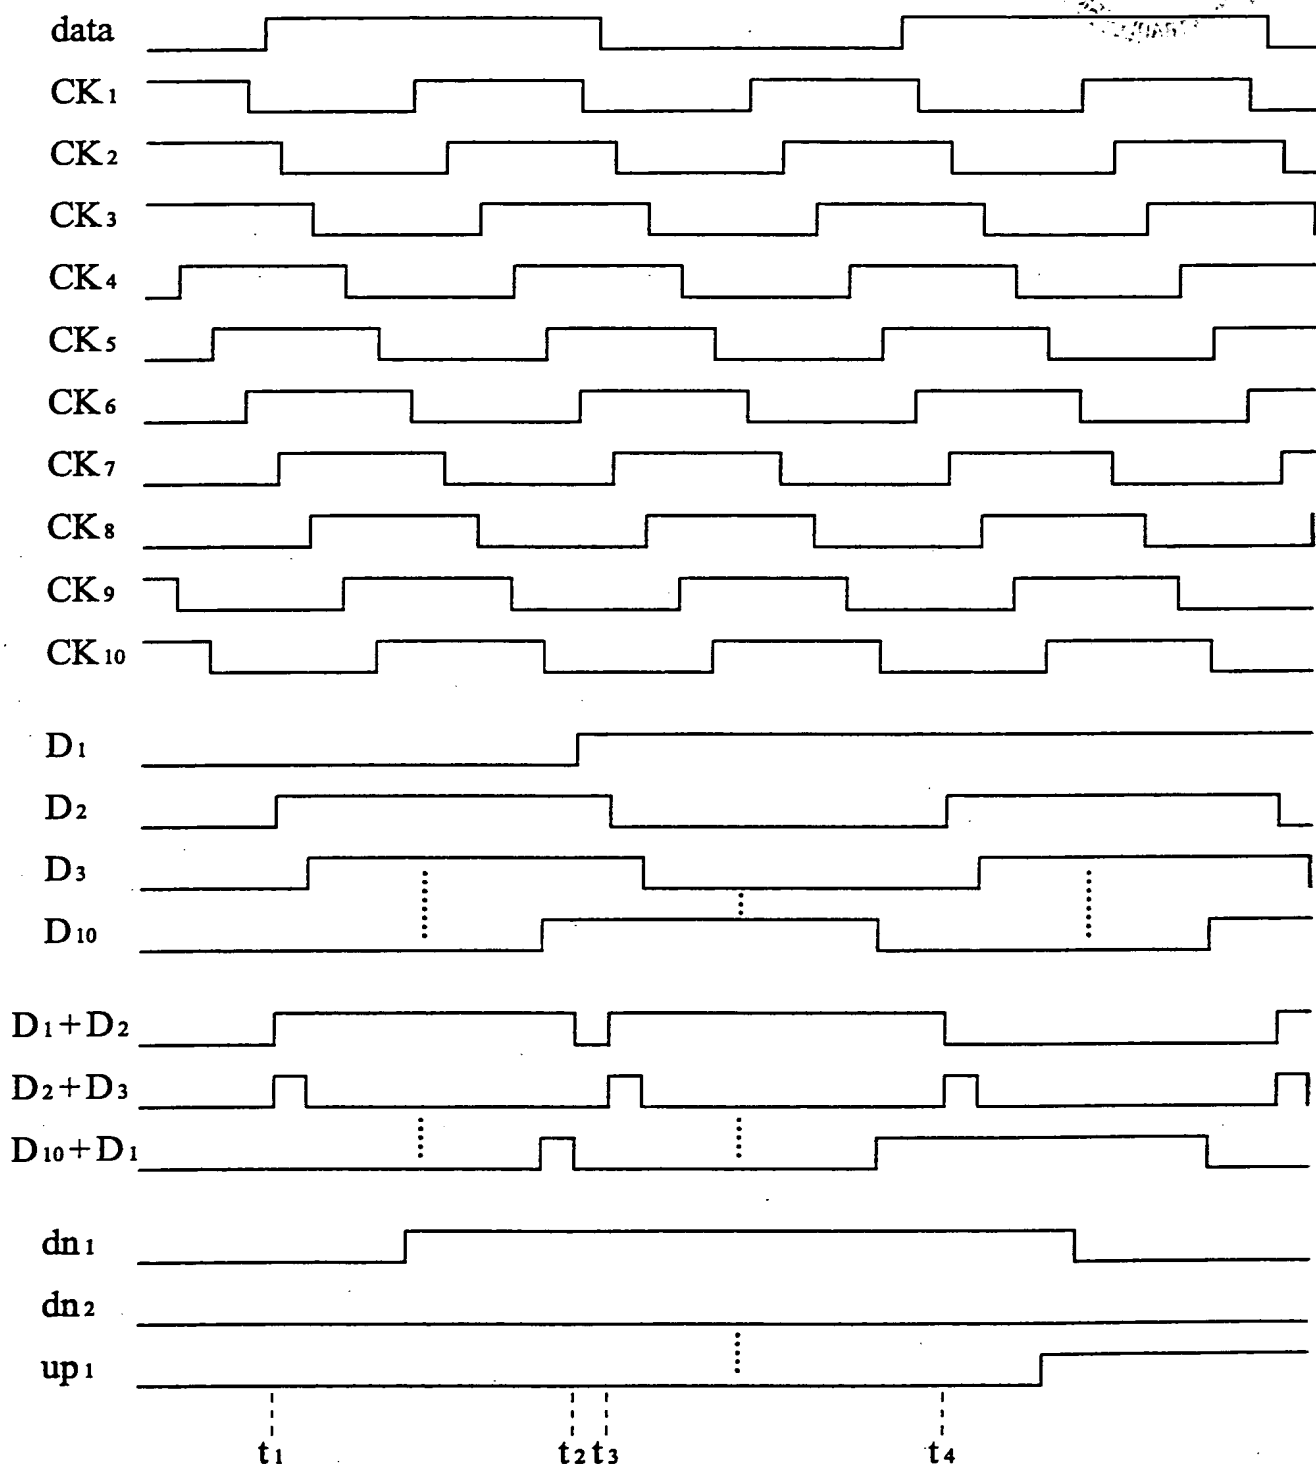 data
CK1
CK2
CK3
CK4
CK5
CK6
CK7
CK8
CK9
CK10
D1
D2
D3
D10
D1+D2
D2+D3
D10+D1
dn1
dn2
up1
t1 t2 t3 t4